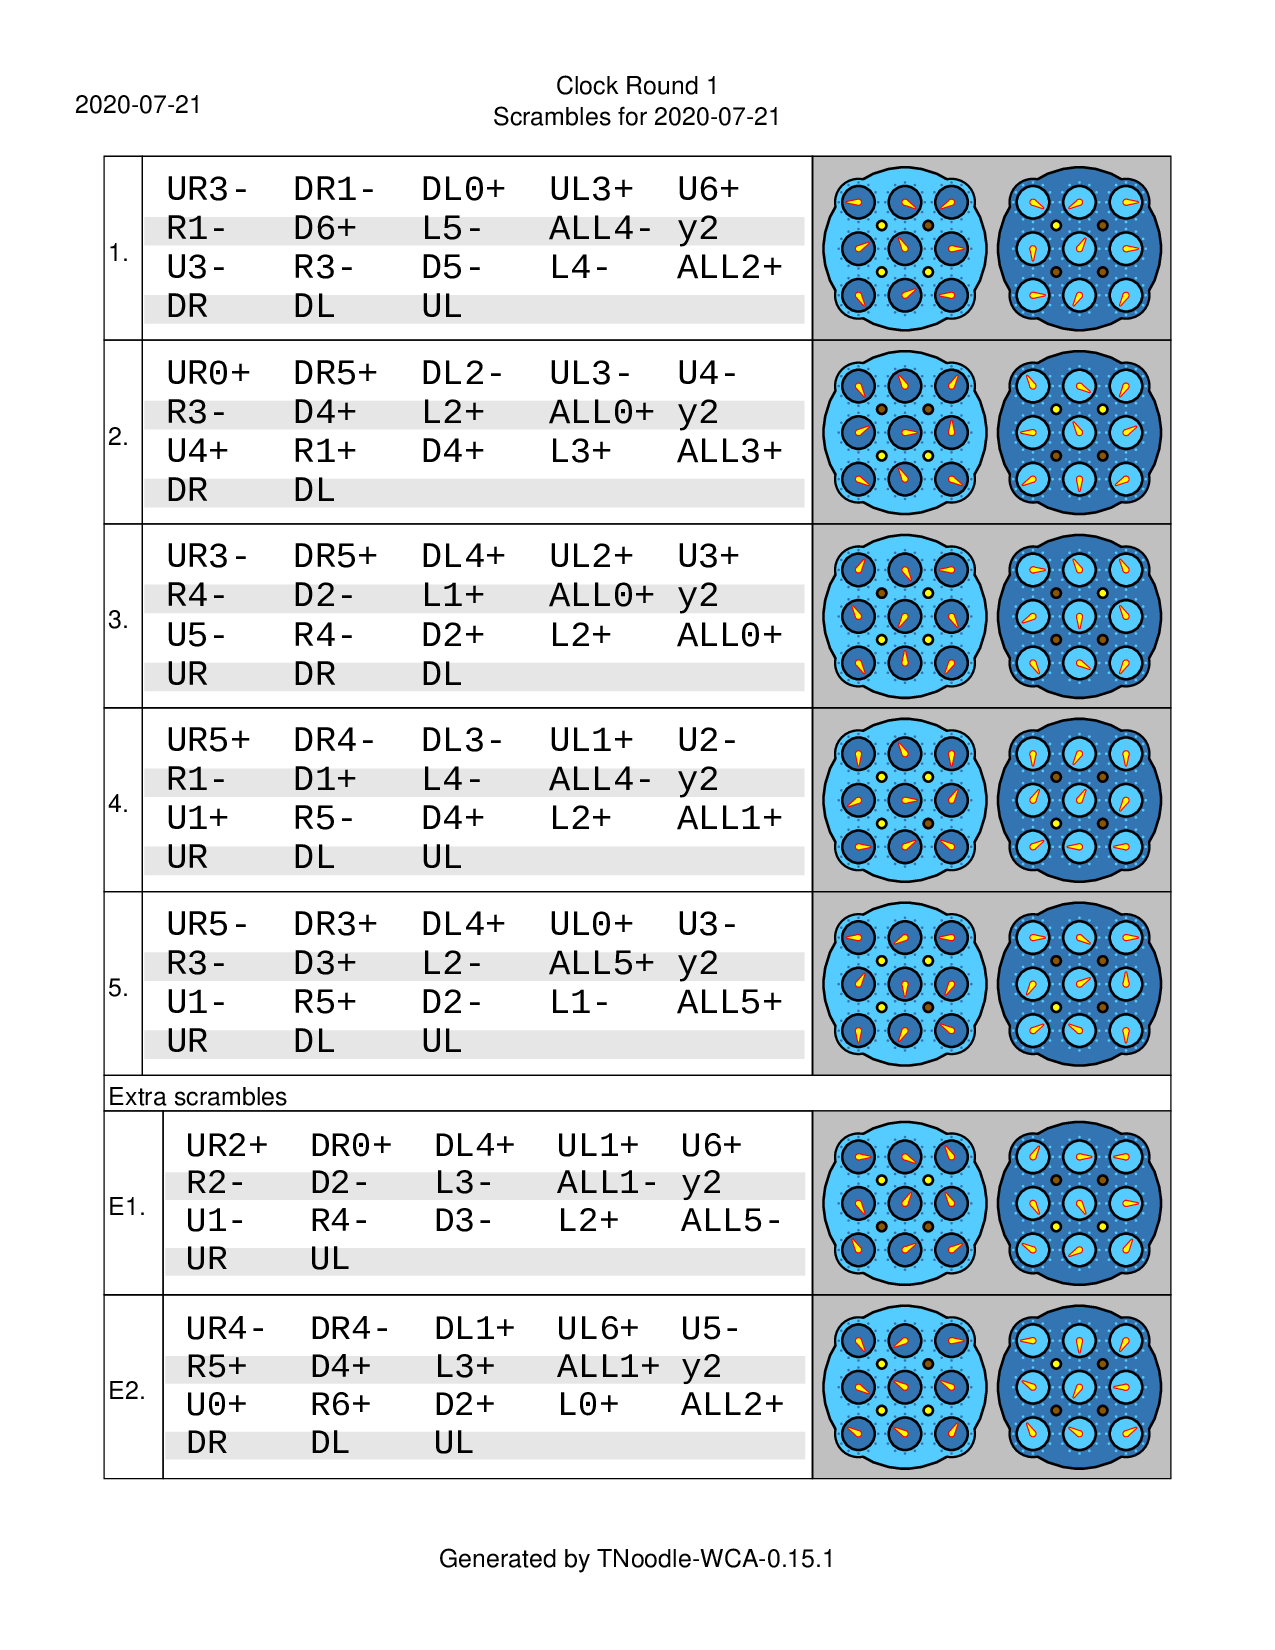 Clock Round 1
2020-07-21
Scrambles for 2020-07-21
1.
UR3- DR1- DL0+ UL3+ U6+
R1- D6+ L5- ALL4- y2
U3- R3- D5- L4- ALL2+
DR DL UL
2.
UR0+ DR5+ DL2- UL3- U4-
R3- D4+ L2+ ALL0+ y2
U4+ R1+ D4+ L3+ ALL3+
DR DL
3.
UR3- DR5+ DL4+ UL2+ U3+
R4- D2- L1+ ALL0+ y2
U5- R4- D2+ L2+ ALL0+
UR DR DL
4.
UR5+ DR4- DL3- UL1+ U2-
R1- D1+ L4- ALL4- y2
U1+ R5- D4+ L2+ ALL1+
UR DL UL
5.
UR5- DR3+ DL4+ UL0+ U3-
R3- D3+ L2- ALL5+ y2
U1- R5+ D2- L1- ALL5+
UR DL UL
Extra scrambles
E1.
UR2+ DR0+ DL4+ UL1+ U6+
R2- D2- L3- ALL1- y2
U1- R4- D3- L2+ ALL5-
UR UL
E2.
UR4- DR4- DL1+ UL6+ U5-
R5+ D4+ L3+ ALL1+ y2
U0+ R6+ D2+ L0+ ALL2+
DR DL UL
Generated by TNoodle-WCA-0.15.1